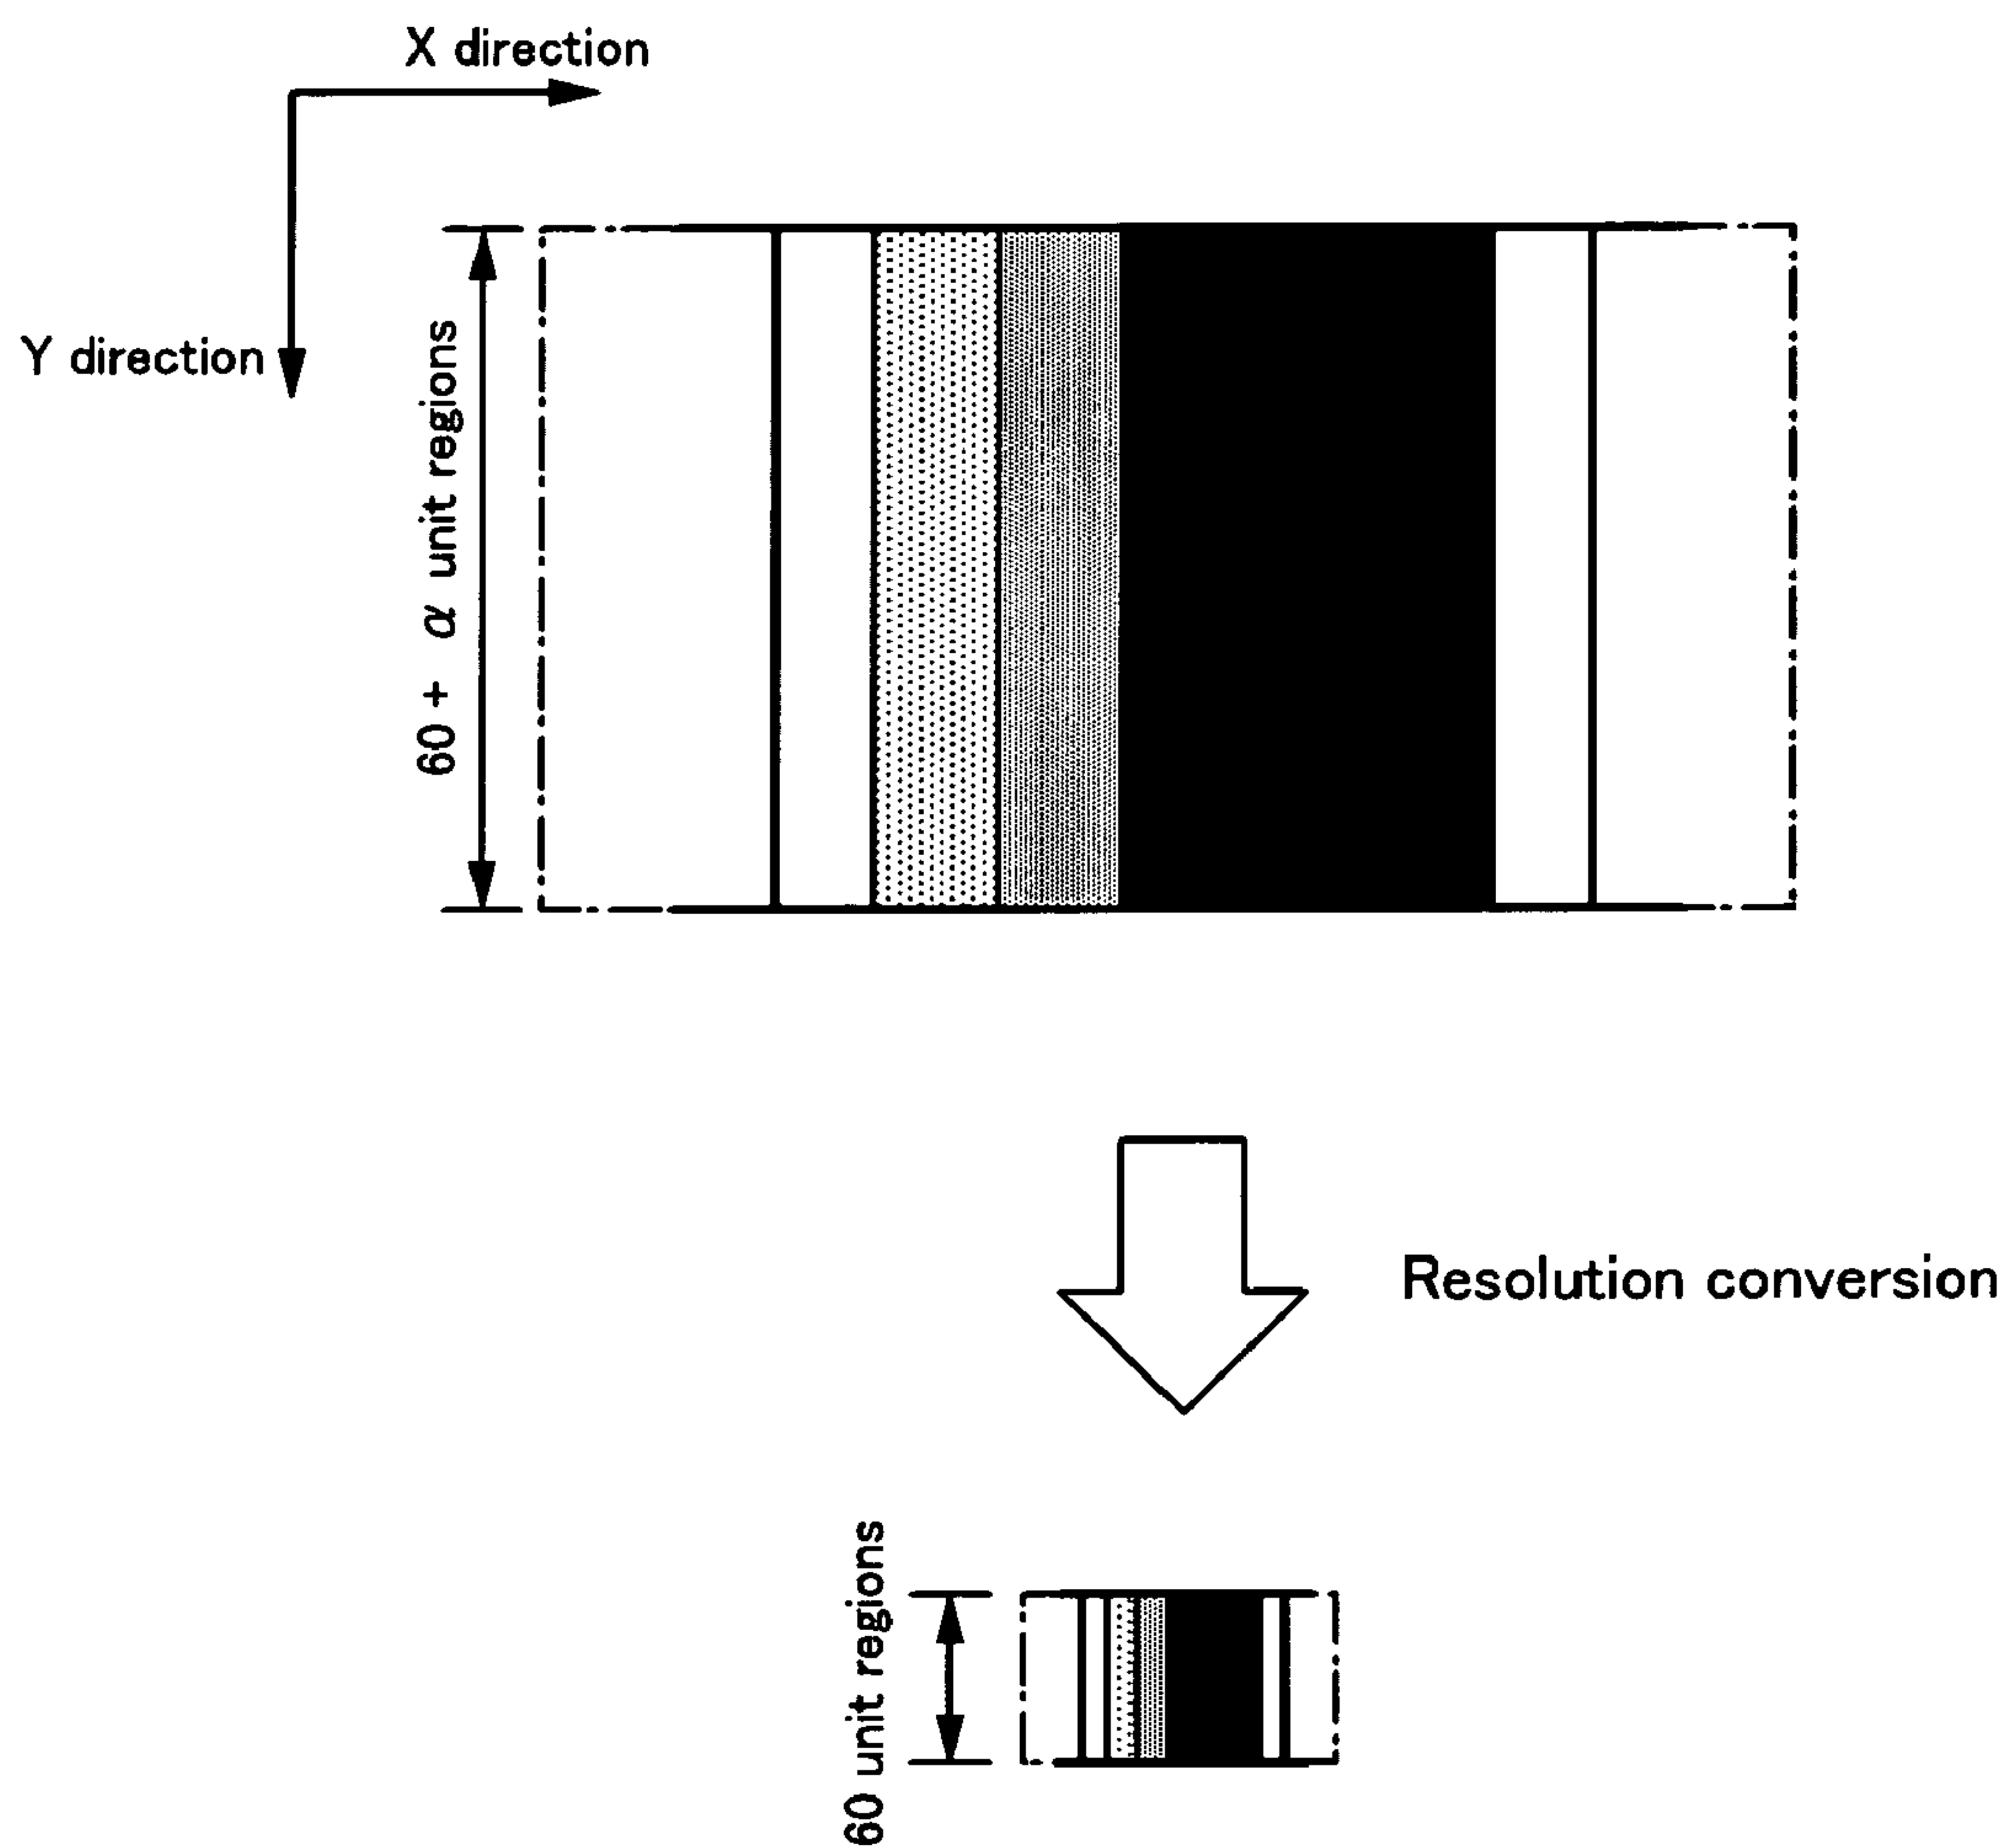 X direction
Y direction
60 + α unit regions
Resolution conversion
60 unit regions